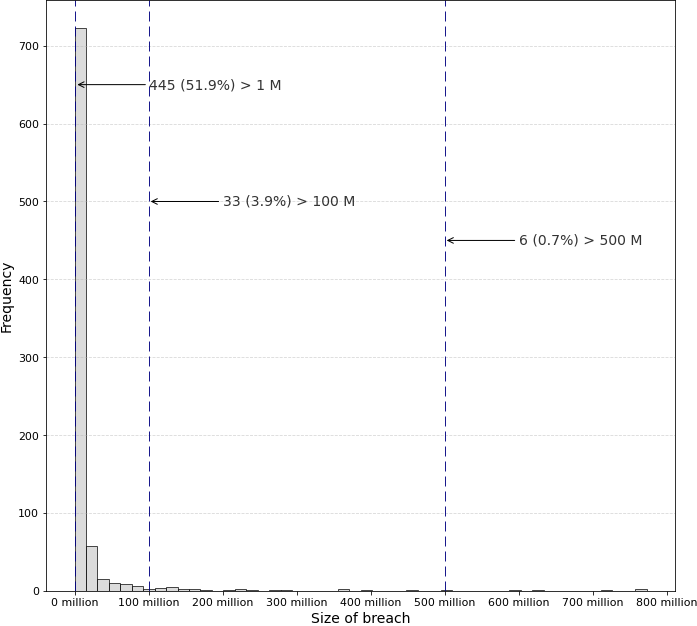 700
600
500
400
300
200
100
0
Frequency
445 (51.9%) > 1 M
33 (3.9%) > 100 M
6 (0.7%) > 500 M
0 million 100 million 200 million 300 million 400 million 500 million 600 million 700 million 800 million
Size of breach